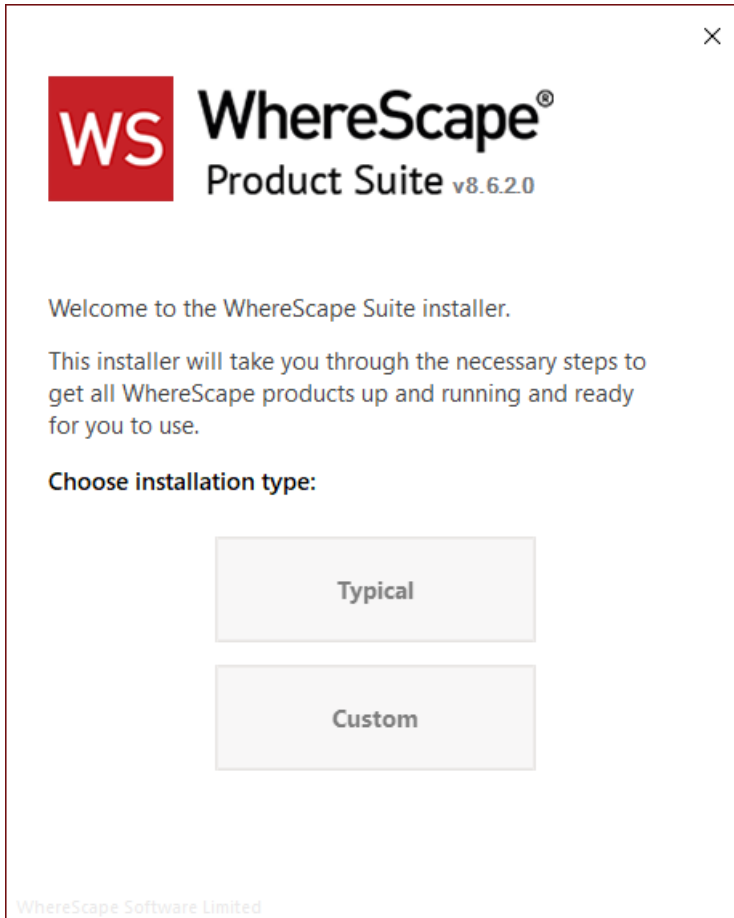 WS
WhereScape®
Product Suite v8.6.2.0
Welcome to the WhereScape Suite installer.
This installer will take you through the necessary steps to
get all WhereScape products up and running and ready
for you to use.
Choose installation type:
Typical
Custom
WhereScape Software Limited